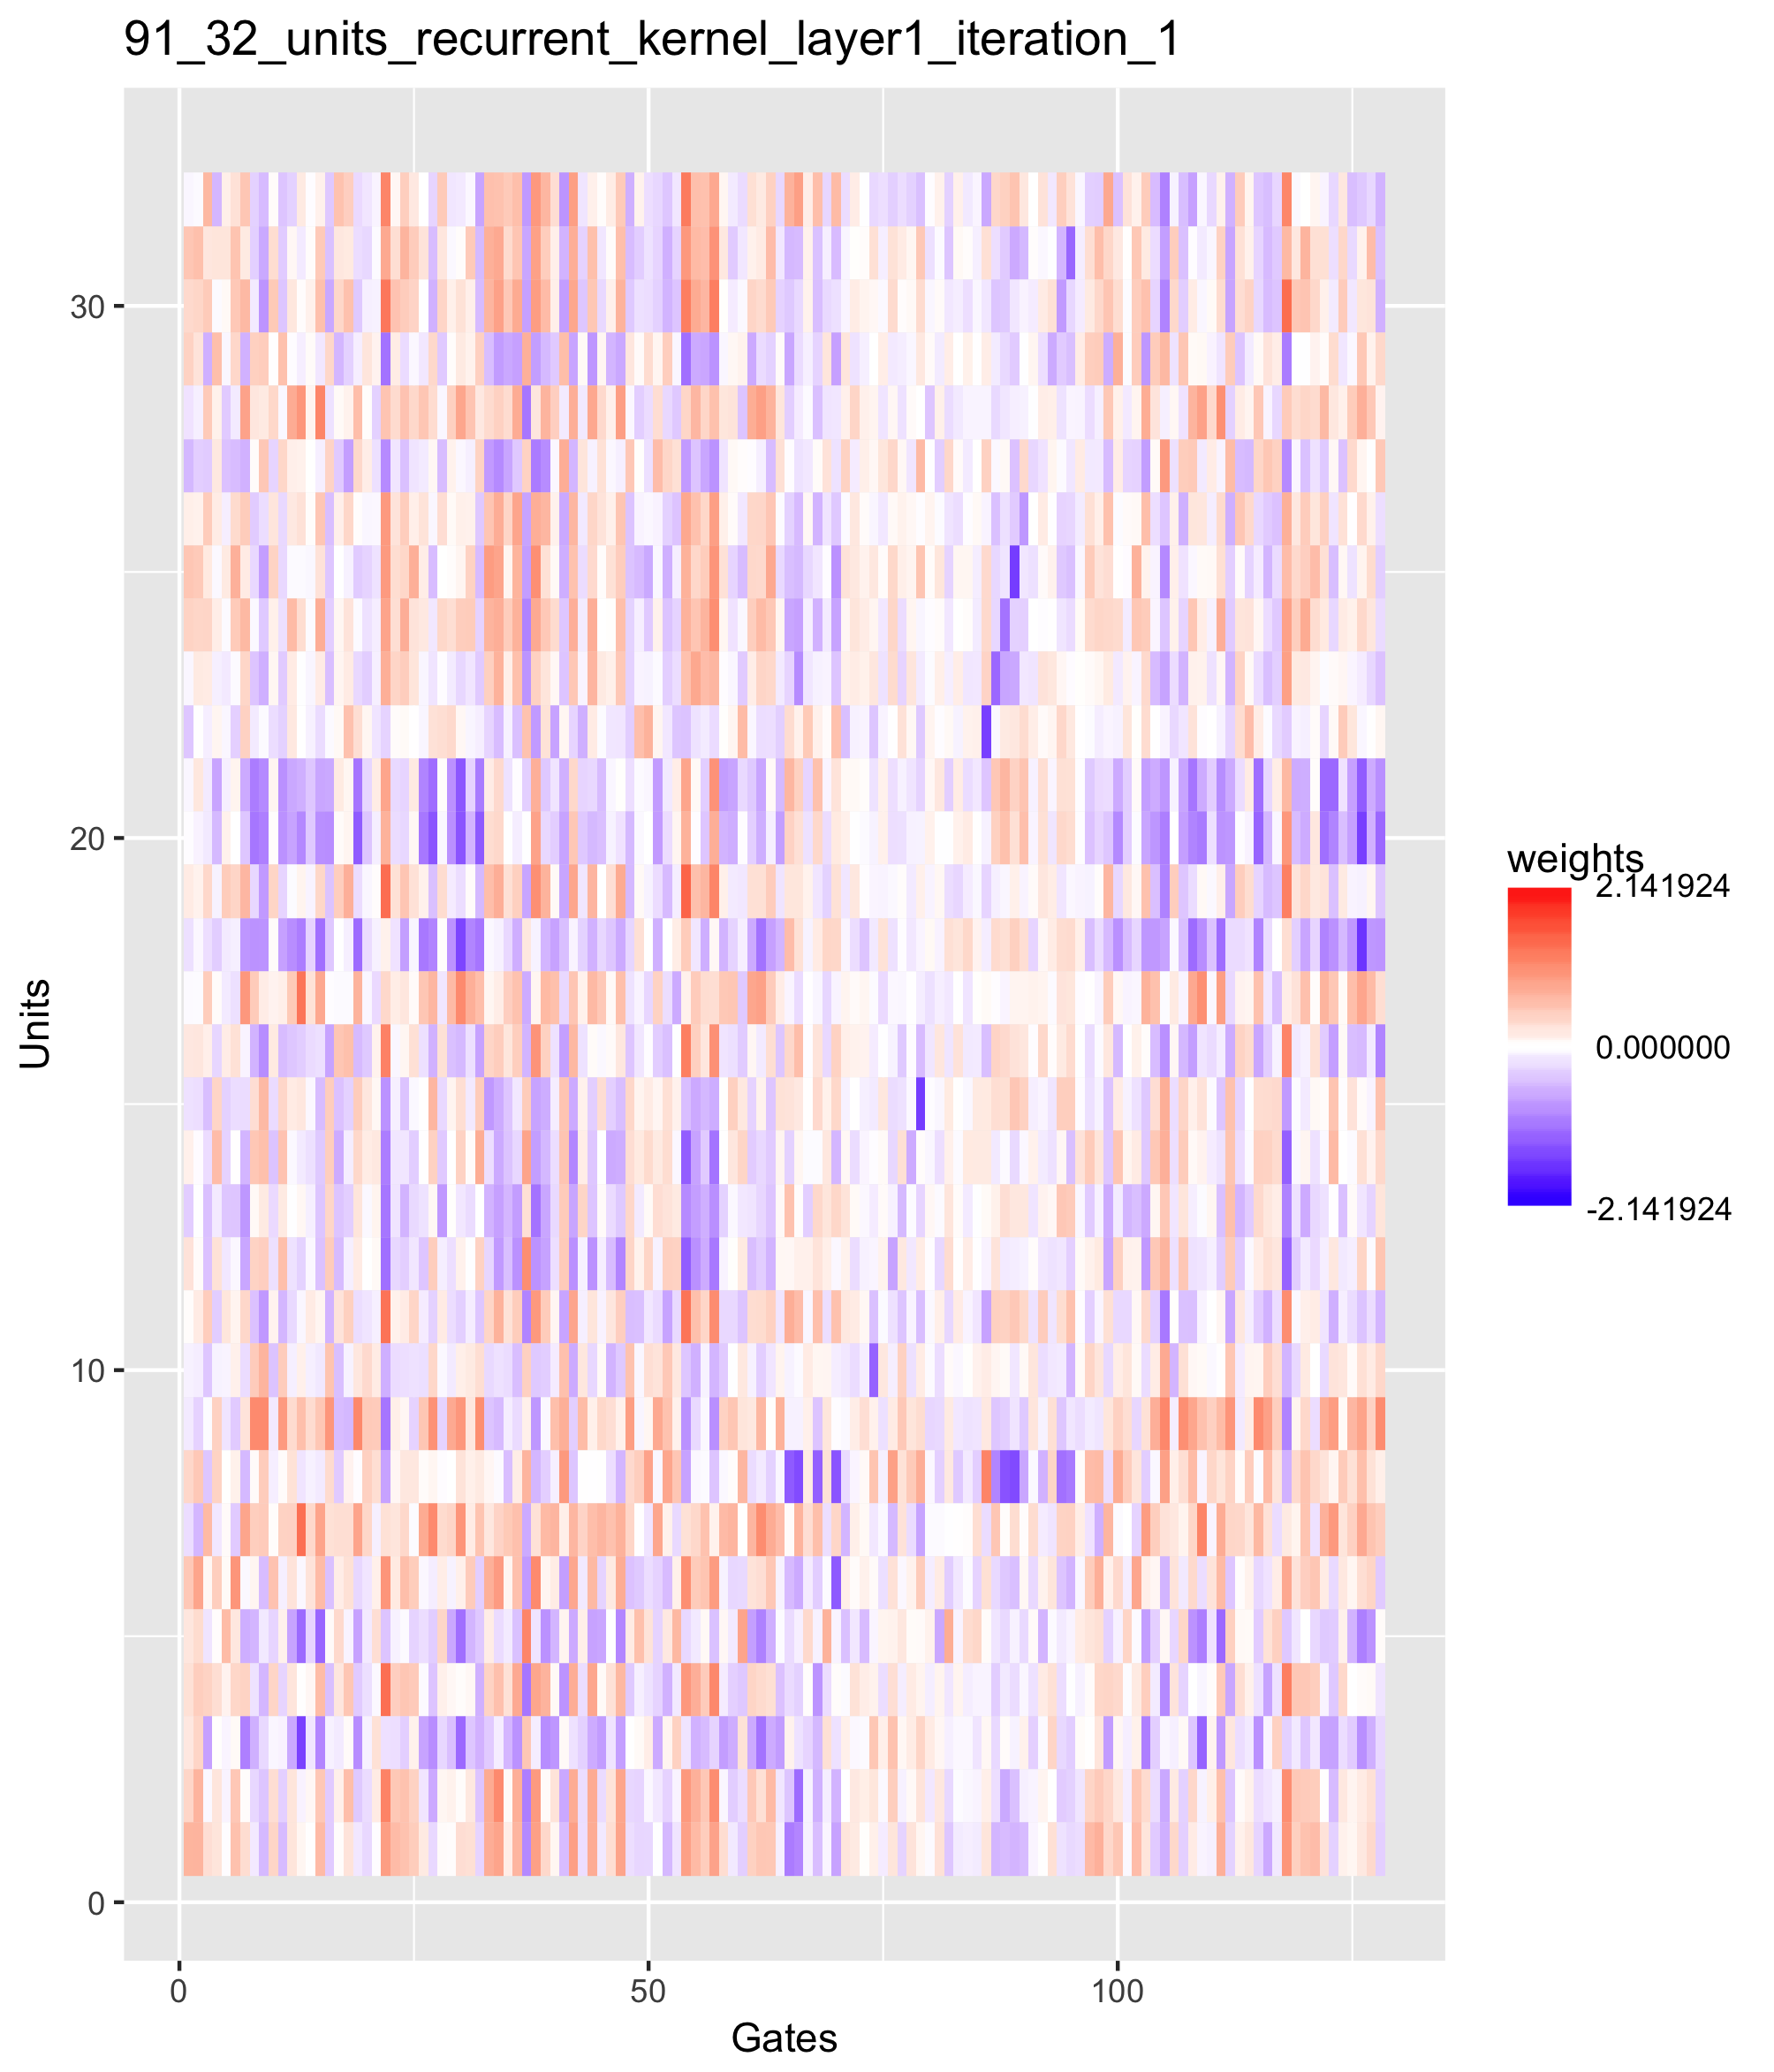 91_32_units_recurrent_kernel_layer1_iteration_1
30
20
10
0
Units
0 50 100
Gates
weights
2.141924
0.000000
-2.141924